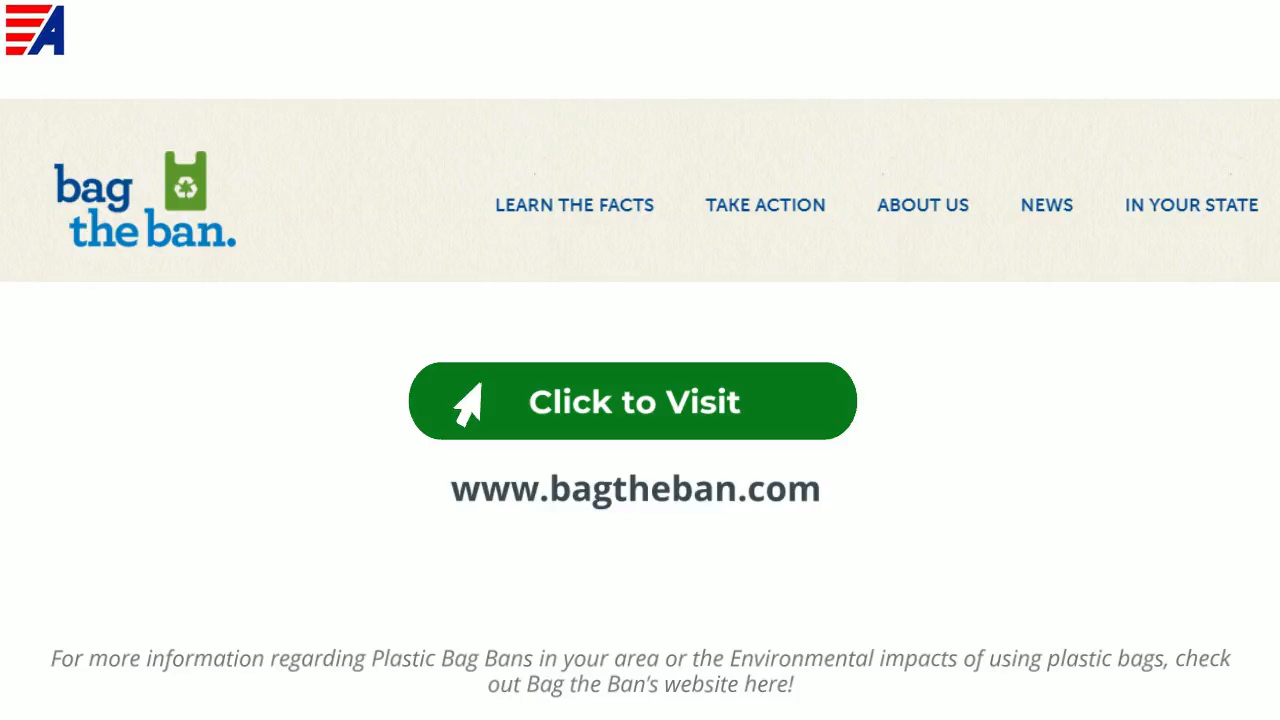 A
bag
the ban.
LEARN THE FACTS TAKE ACTION ABOUT US NEWS IN YOUR STATE
Click to Visit
www.bagtheban.com
For more information regarding Plastic Bag Bans in your area or the Environmental impacts of using plastic bags, check
out Bag the Ban's website here!